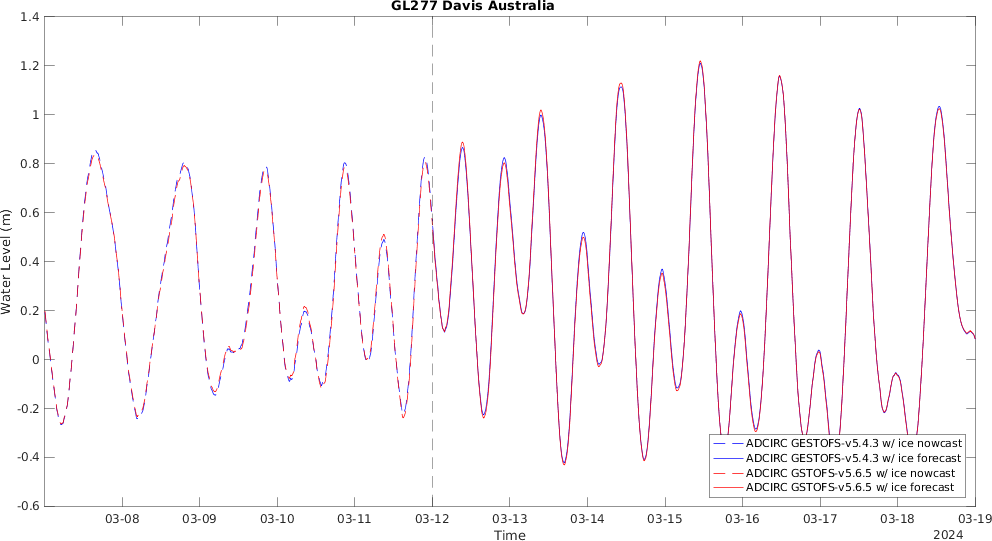 GL277 Davis Australia
Water Level (m)
1.4
1.2
1
0.8
0.6
0.4
0.2
0
-0.2
-0.4
-0.6
ADCIRC GESTOFS-v5.4.3 w/ ice nowcast
ADCIRC GESTOFS-v5.4.3 w/ ice forecast
ADCIRC GSTOFS-v5.6.5 w/ ice nowcast
ADCIRC GSTOFS-v5.6.5 w/ ice forecast
03-08 03-09 03-10 03-11 03-12 03-13 03-14 03-15 03-16 03-17 03-18 03-19
Time
2024